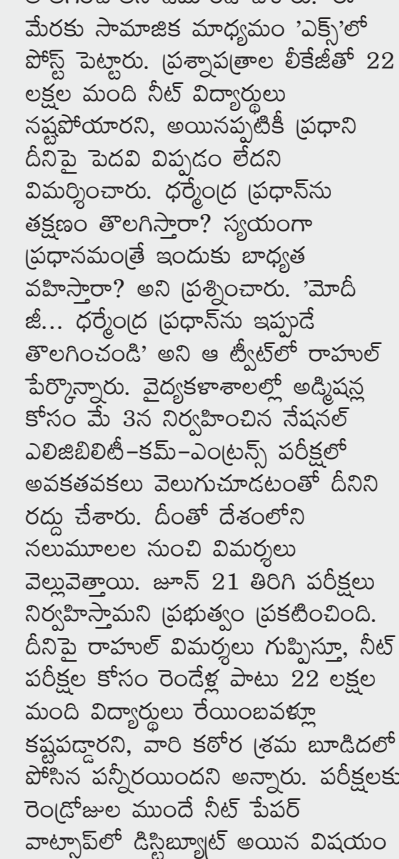 మేరకు సామాజిక మాధ్యమం 'ఎక్స్'లో
పోస్ట్ పెట్టారు. ప్రశ్నాపత్రాల లీకేజీతో 22
లక్షల మంది నీట్ విద్యార్థులు
నష్టపోయారని, అయినప్పటికీ ప్రధాని
దీనిపై పెదవి విప్పడం లేదని
విమర్శించారు. ధర్మేంద్ర ప్రధాన్‌ను
తక్షణం తొలగిస్తారా? స్వయంగా
ప్రధానమంత్రే ఇందుకు బాధ్యత
వహిస్తారా? అని ప్రశ్నించారు. 'మోదీ
జీ... ధర్మేంద్ర ప్రధాన్‌ను ఇప్పుడే
తొలగించండి' అని ఆ ట్వీట్‌లో రాహుల్
పేర్కొన్నారు. వైద్యకళాశాలల్లో అడ్మిషన్ల
కోసం మే 3న నిర్వహించిన నేషనల్
ఎలిజిబిలిటీ-కమ్-ఎంట్రన్స్ పరీక్షలో
అవకతవకలు వెలుగుచూడటంతో దీనిని
రద్దు చేశారు. దీంతో దేశంలోని
నలుమూలల నుంచి విమర్శలు
వెల్లువెత్తాయి. జూన్ 21 తిరిగి పరీక్షలు
నిర్వహిస్తామని ప్రభుత్వం ప్రకటించింది.
దీనిపై రాహుల్ విమర్శలు గుప్పిస్తూ, నీట్
పరీక్షల కోసం రెండేళ్ల పాటు 22 లక్షల
మంది విద్యార్థులు రేయింబవళ్లూ
కష్టపడ్డారని, వారి కఠోర శ్రమ బూడిదలో
పోసిన పన్నీరయిందని అన్నారు. పరీక్షలకు
రెండ్రోజుల ముందే నీట్ పేపర్
వాట్సాప్‌లో డిస్ట్రిబ్యూట్ అయిన విషయం